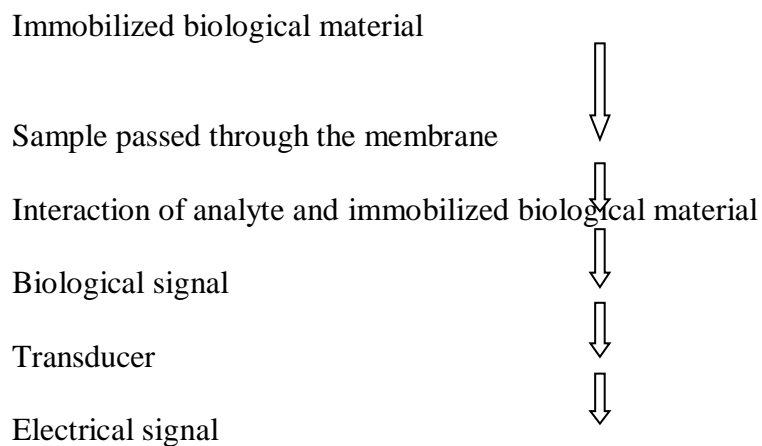 Immobilized biological material
Sample passed through the membrane
Interaction of analyte and immobilized biological material
Biological signal
Transducer
Electrical signal